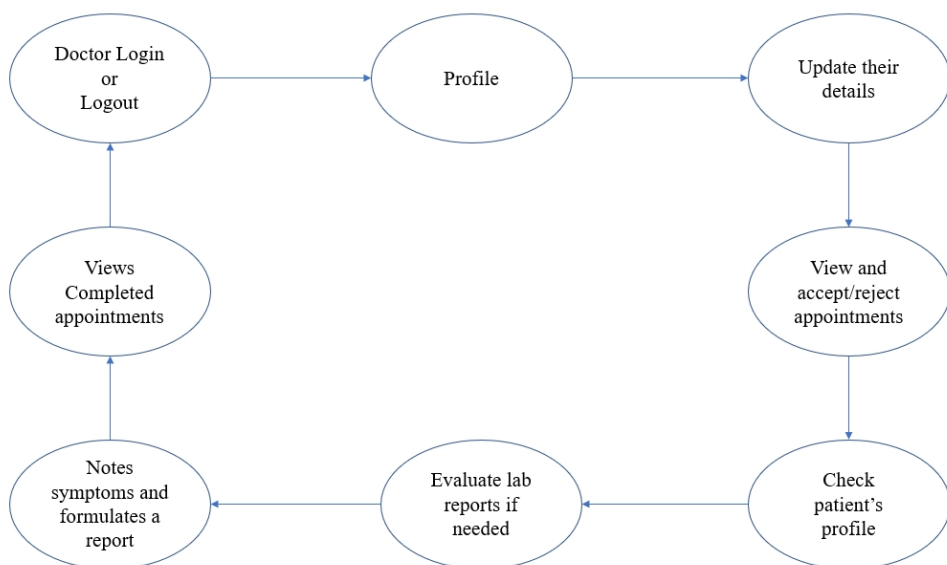 Doctor Login
or
Logout
Profile
Update their
details
View and
accept/reject
appointments
Check
patient's
profile
Evaluate lab
reports if
needed
Notes
symptoms and
formulates a
report
Views
Completed
appointments